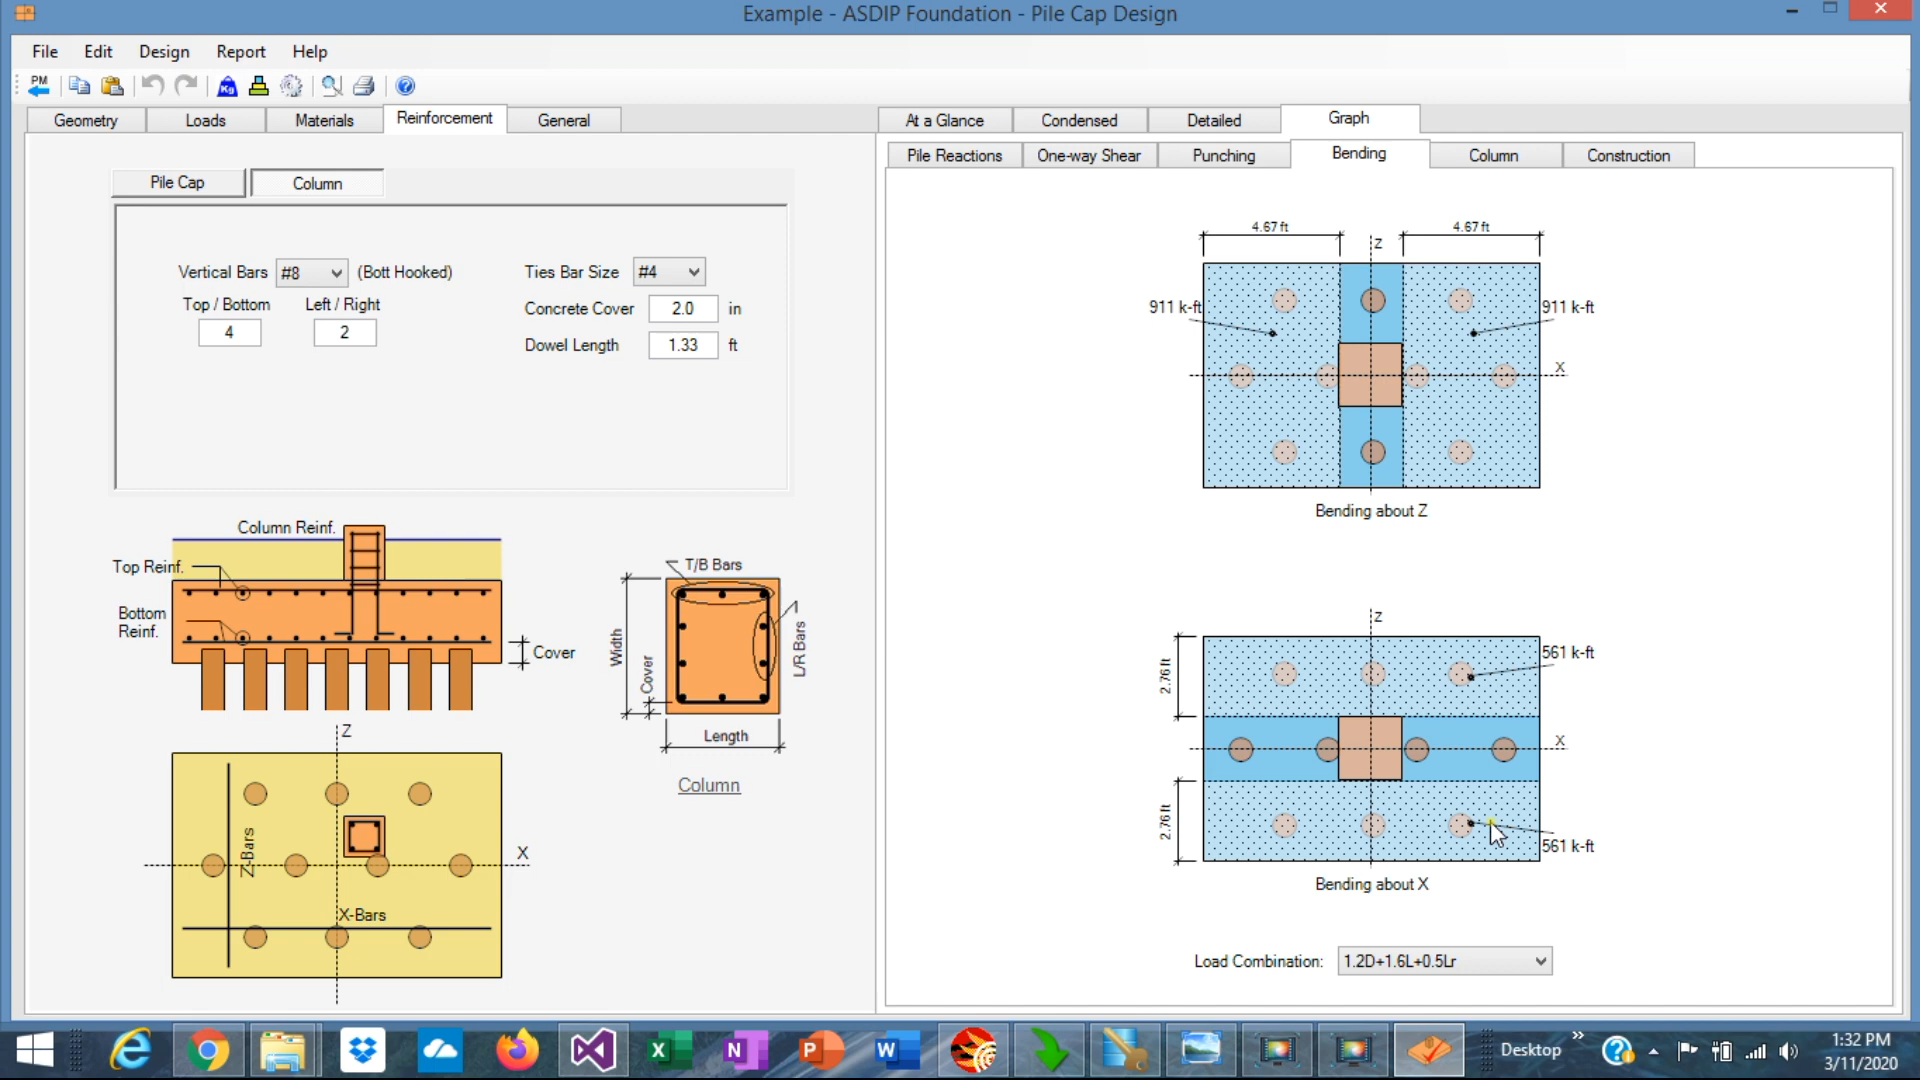 Example - ASDIP Foundation - Pile Cap Design
File Edit Design Report Help
PM
Kg
Geometry Loads Materials Reinforcement General
At a Glance Condensed Detailed Graph
Pile Reactions One-way Shear Punching Bending Column Construction
Pile Cap Column
Vertical Bars #8 (Bott Hooked)
Top / Bottom Left / Right
4 2
Ties Bar Size #4
Concrete Cover 2.0 in
Dowel Length 1.33 ft
Column Reinf.
Top Reinf.
Bottom
Reinf.
Cover
T/B Bars
Width
Cover
L/R Bars
Length
Column
Z
Z-Bars
X
X-Bars
4.67 ft 4.67 ft
Z
911 k-ft 911 k-ft
X
Bending about Z
Z
561 k-ft
2.76 ft
X
2.76 ft
561 k-ft
Bending about X
Load Combination: 1.2D+1.6L+0.5Lr
Desktop
1:32 PM
3/11/2020